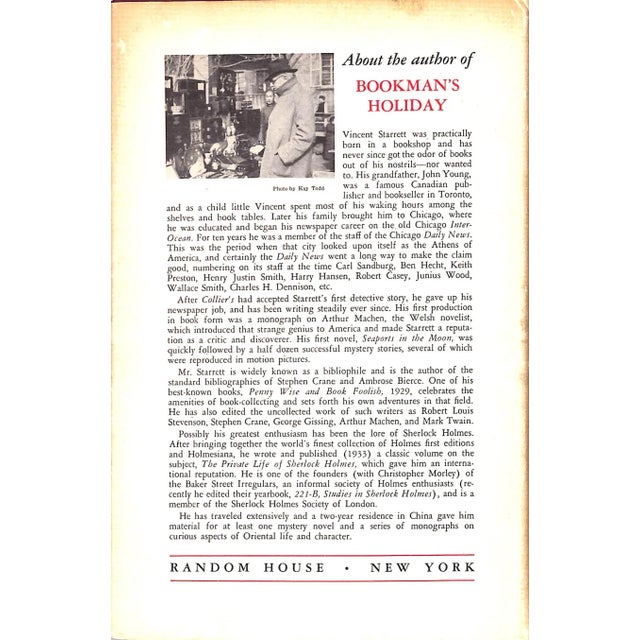 About the author of
BOOKMAN'S
HOLIDAY
Photo by Kay Todd
Vincent Starrett was practically
born in a bookshop and has
never since got the odor of books
out of his nostrils—nor wanted
to. His grandfather, John Young,
was a famous Canadian pub-
lisher and bookseller in Toronto,
and as a child little Vincent spent most of his waking hours among the
shelves and book tables. Later his family brought him to Chicago, where
he was educated and began his newspaper career on the old Chicago Inter-
Ocean. For ten years he was a member of the staff of the Chicago Daily News.
This was the period when that city looked upon itself as the Athens of
America, and certainly the Daily News went a long way to make the claim
good, numbering on its staff at the time Carl Sandburg, Ben Hecht, Keith
Preston, Henry Justin Smith, Harry Hansen, Robert Casey, Junius Wood,
Wallace Smith, Charles H. Dennison, etc.
After Collier's had accepted Starrett's first detective story, he gave up his
newspaper job, and has been writing steadily ever since. His first production
in book form was a monograph on Arthur Machen, the Welsh novelist,
which introduced that strange genius to America and made Starrett a reputa-
tion as a critic and discoverer. His first novel, Seaports in the Moon, was
quickly followed by a half dozen successful mystery stories, several of which
were reproduced in motion pictures.
Mr. Starrett is widely known as a bibliophile and is the author of the
standard bibliographies of Stephen Crane and Ambrose Bierce. One of his
best-known books, Penny Wise and Book Foolish, 1929, celebrates the
amenities of book-collecting and sets forth his own adventures in that field.
He has also edited the uncollected work of such writers as Robert Louis
Stevenson, Stephen Crane, George Gissing, Arthur Machen, and Mark Twain.
Possibly his greatest enthusiasm has been the lore of Sherlock Holmes.
After bringing together the world's finest collection of Holmes first editions
and Holmesiana, he wrote and published (1933) a classic volume on the
subject, The Private Life of Sherlock Holmes, which gave him an interna-
tional reputation. He is one of the founders (with Christopher Morley) of
the Baker Street Irregulars, an informal society of Holmes enthusiasts (re-
cently he edited their yearbook, 221-B, Studies in Sherlock Holmes), and is a
member of the Sherlock Holmes Society of London.
He has traveled extensively and a two-year residence in China gave him
material for at least one mystery novel and a series of monographs on
curious aspects of Oriental life and character.
RANDOM HOUSE • NEW YORK